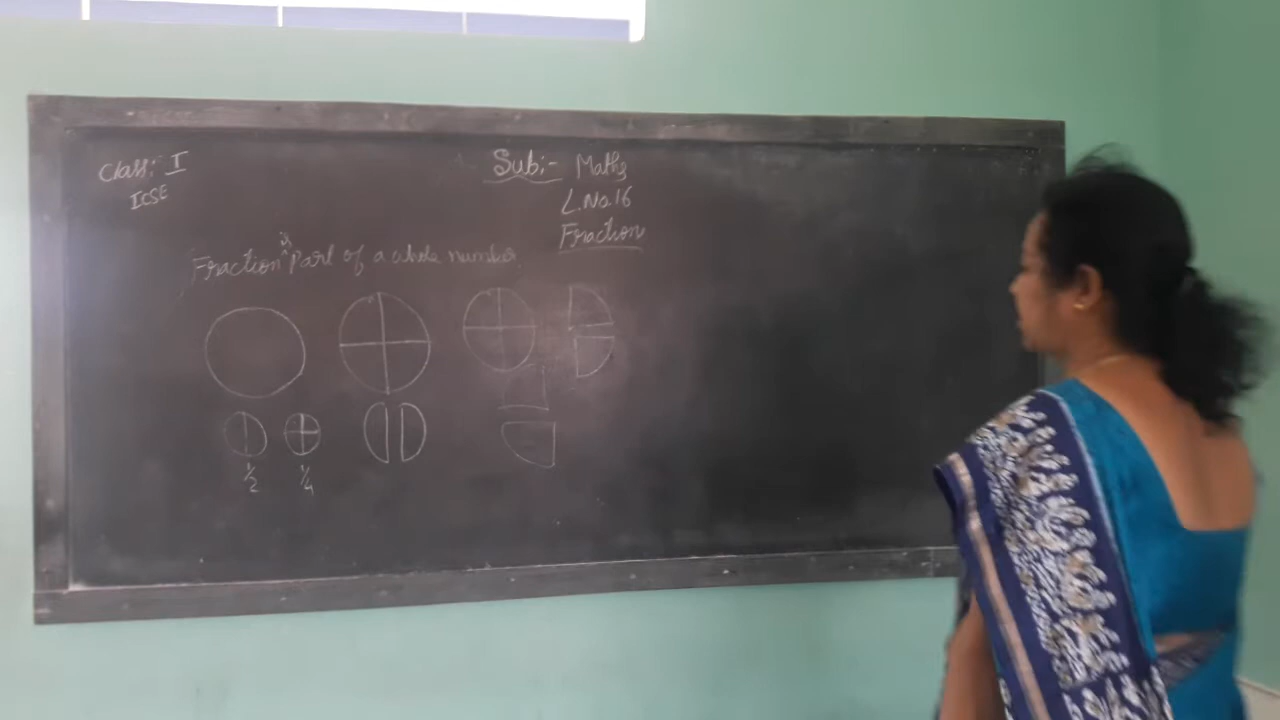 Class: I
ICSE
Sub:- Maths
L.No.16
Fraction
Fraction is part of a whole number.
1/2 1/4